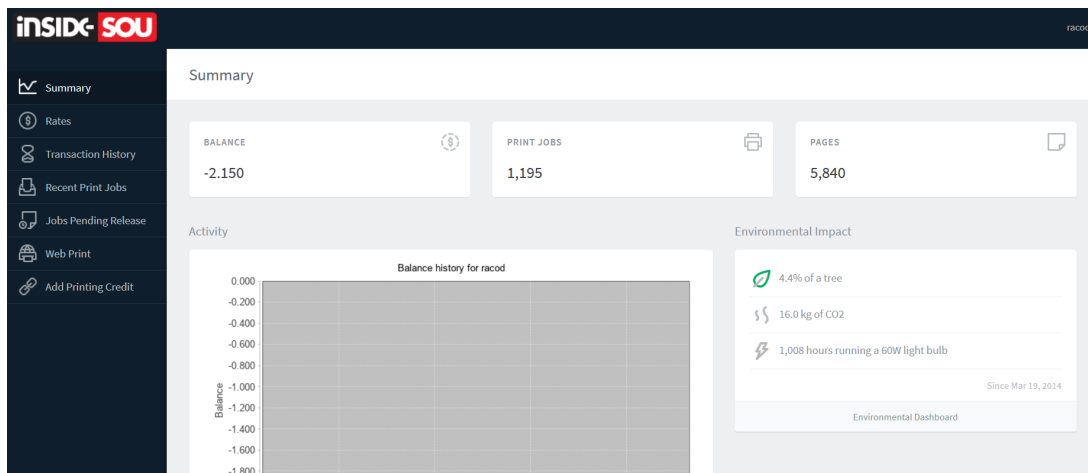 INSIDE SOU
racod
Summary
Summary
Rates
Transaction History
Recent Print Jobs
Jobs Pending Release
Web Print
Add Printing Credit
BALANCE
-2.150
PRINT JOBS
1,195
PAGES
5,840
Activity
Balance history for racod
0.000
-0.200
-0.400
-0.600
-0.800
-1.000
-1.200
-1.400
-1.600
-1.800
Balance
Environmental Impact
4.4% of a tree
16.0 kg of CO2
1,008 hours running a 60W light bulb
Since Mar 19, 2014
Environmental Dashboard